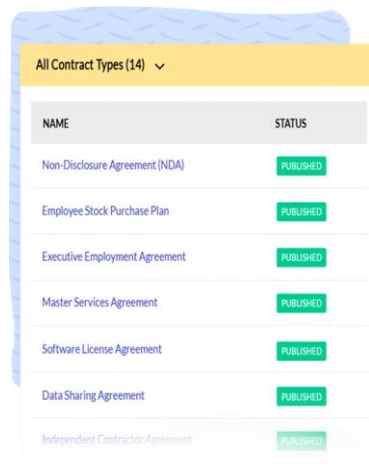 All Contract Types (14)
NAME STATUS
Non-Disclosure Agreement (NDA) PUBLISHED
Employee Stock Purchase Plan PUBLISHED
Executive Employment Agreement PUBLISHED
Master Services Agreement PUBLISHED
Software License Agreement PUBLISHED
Data Sharing Agreement PUBLISHED
Independent Contractor Agreement PUBLISHED